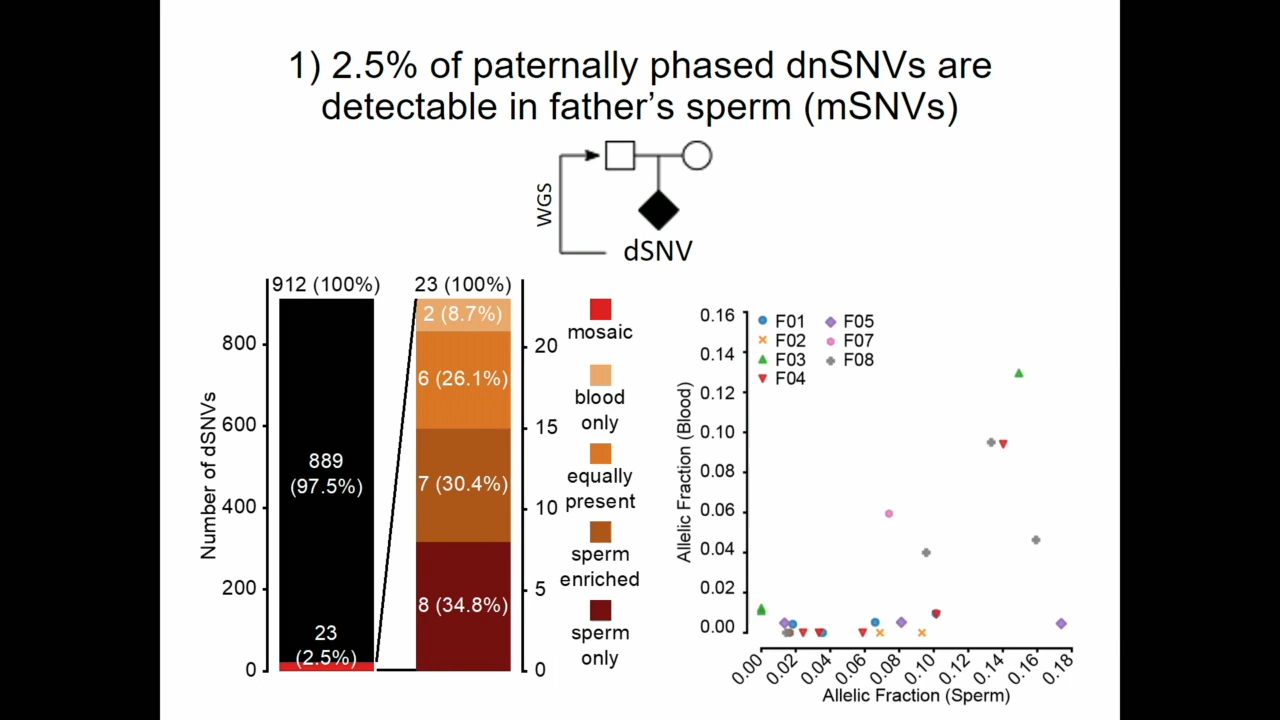 1) 2.5% of paternally phased dnSNVs are
detectable in father's sperm (mSNVs)
WGS
dSNV
912 (100%)
23 (100%)
Number of dSNVs
800
600
400
200
0
889
(97.5%)
23
(2.5%)
2 (8.7%)
6 (26.1%)
7 (30.4%)
8 (34.8%)
20
15
10
5
0
mosaic
blood
only
equally
present
sperm
enriched
sperm
only
Allelic Fraction (Blood)
0.16
0.14
0.12
0.10
0.08
0.06
0.04
0.02
0.00
F01
F02
F03
F04
F05
F07
F08
0.00
0.02
0.04
0.06
0.08
0.10
0.12
0.14
0.16
0.18
Allelic Fraction (Sperm)